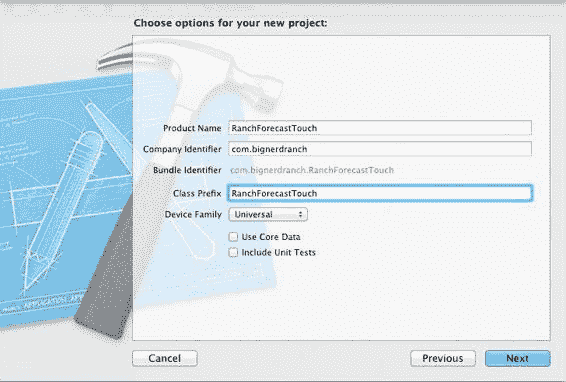 Choose options for your new project:
Product Name RanchForecastTouch
Company Identifier com.bignerdranch
Bundle Identifier com.bignerdranch.RanchForecastTouch
Class Prefix RanchForecastTouch
Device Family Universal
Use Core Data
Include Unit Tests
Cancel Previous Next